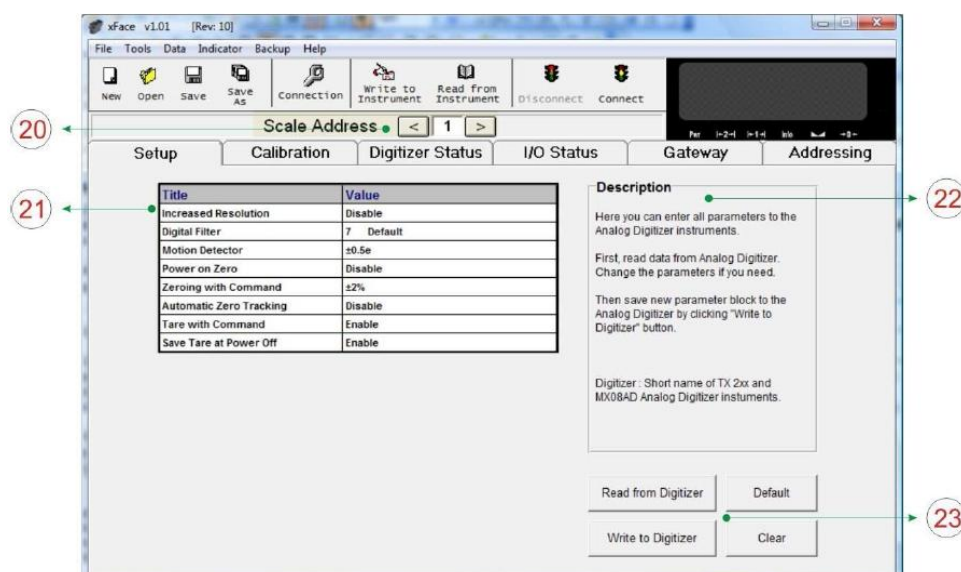 xFace v1.01 [Rev: 10]
File Tools Data Indicator Backup Help
New Open Save Save As Connection Write to Instrument Read from Instrument Disconnect Connect
20
Scale Address < 1 >
Pwr |←2→| |←1→| Info →0←
Setup Calibration Digitizer Status I/O Status Gateway Addressing
21
Title Value
Increased Resolution Disable
Digital Filter 7 Default
Motion Detector ±0.5e
Power on Zero Disable
Zeroing with Command ±2%
Automatic Zero Tracking Disable
Tare with Command Enable
Save Tare at Power Off Enable
Description
22
Here you can enter all parameters to the
Analog Digitizer instruments.
First, read data from Analog Digitizer.
Change the parameters if you need.
Then save new parameter block to the
Analog Digitizer by clicking "Write to
Digitizer" button.
Digitizer : Short name of TX 2xx and
MX08AD Analog Digitizer instuments.
Read from Digitizer Default
23
Write to Digitizer Clear